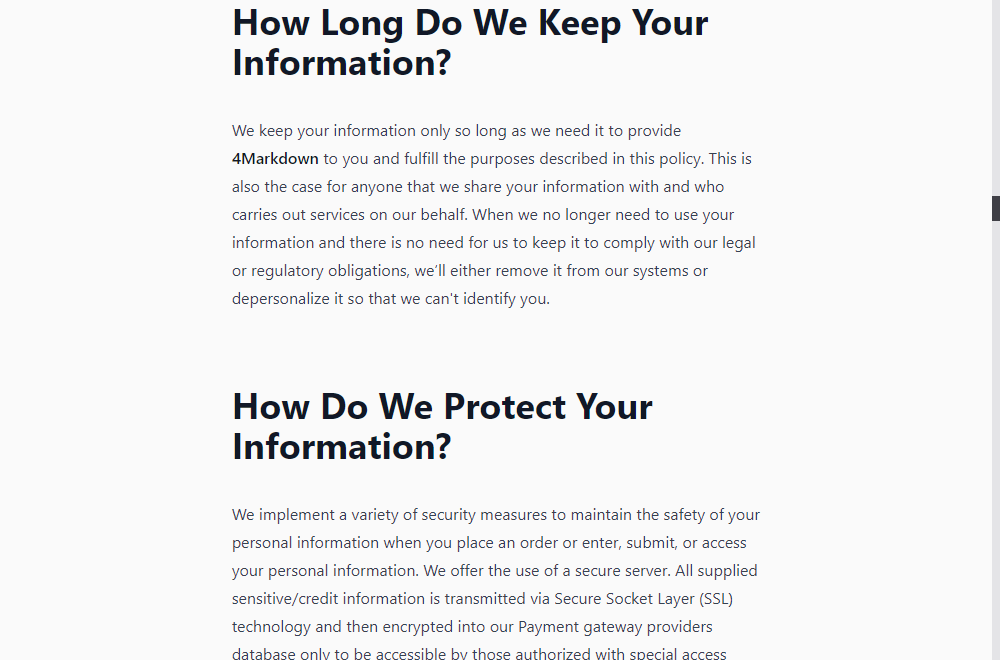 How Long Do We Keep Your
Information?
We keep your information only so long as we need it to provide
4Markdown to you and fulfill the purposes described in this policy. This is
also the case for anyone that we share your information with and who
carries out services on our behalf. When we no longer need to use your
information and there is no need for us to keep it to comply with our legal
or regulatory obligations, we’ll either remove it from our systems or
depersonalize it so that we can't identify you.
How Do We Protect Your
Information?
We implement a variety of security measures to maintain the safety of your
personal information when you place an order or enter, submit, or access
your personal information. We offer the use of a secure server. All supplied
sensitive/credit information is transmitted via Secure Socket Layer (SSL)
technology and then encrypted into our Payment gateway providers
database only to be accessible by those authorized with special access